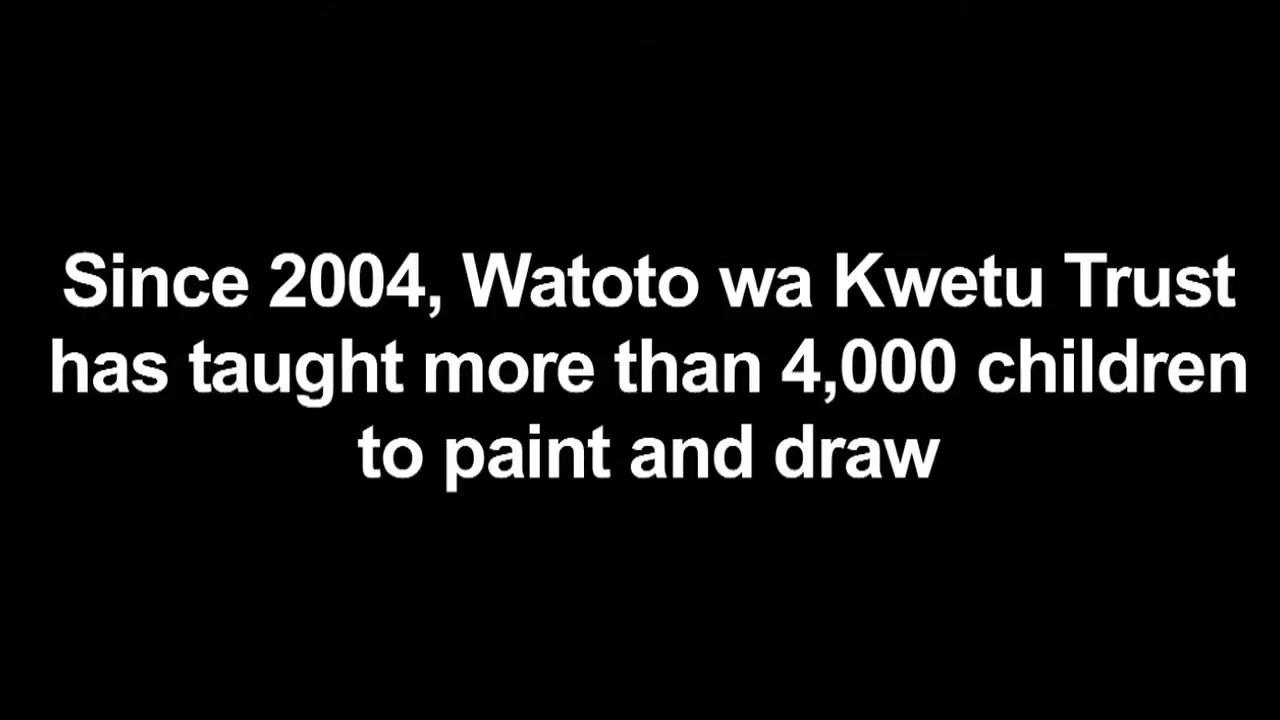 Since 2004, Watoto wa Kwetu Trust
has taught more than 4,000 children
to paint and draw